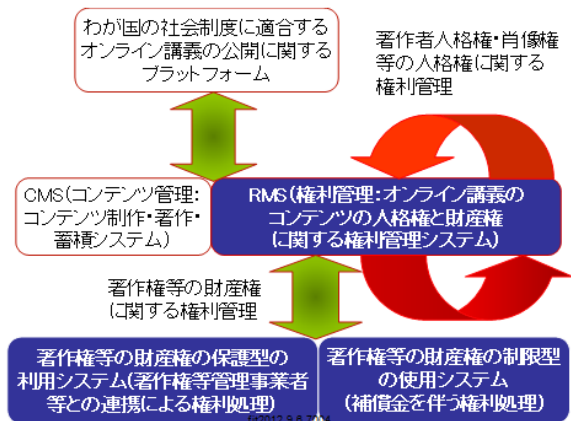 わが国の社会制度に適合する
オンライン講義の公開に関する
プラットフォーム
著作者人格権・肖像権
等の人格権に関する
権利管理
CMS(コンテンツ管理:
コンテンツ制作・著作・
蓄積システム)
RMS(権利管理:オンライン講義の
コンテンツの人格権と財産権
に関する権利管理システム)
著作権等の財産権
に関する権利管理
著作権等の財産権の保護型の
利用システム(著作権等管理事業者
等との連携による権利処理)
著作権等の財産権の制限型
の使用システム
(補償金を伴う権利処理)